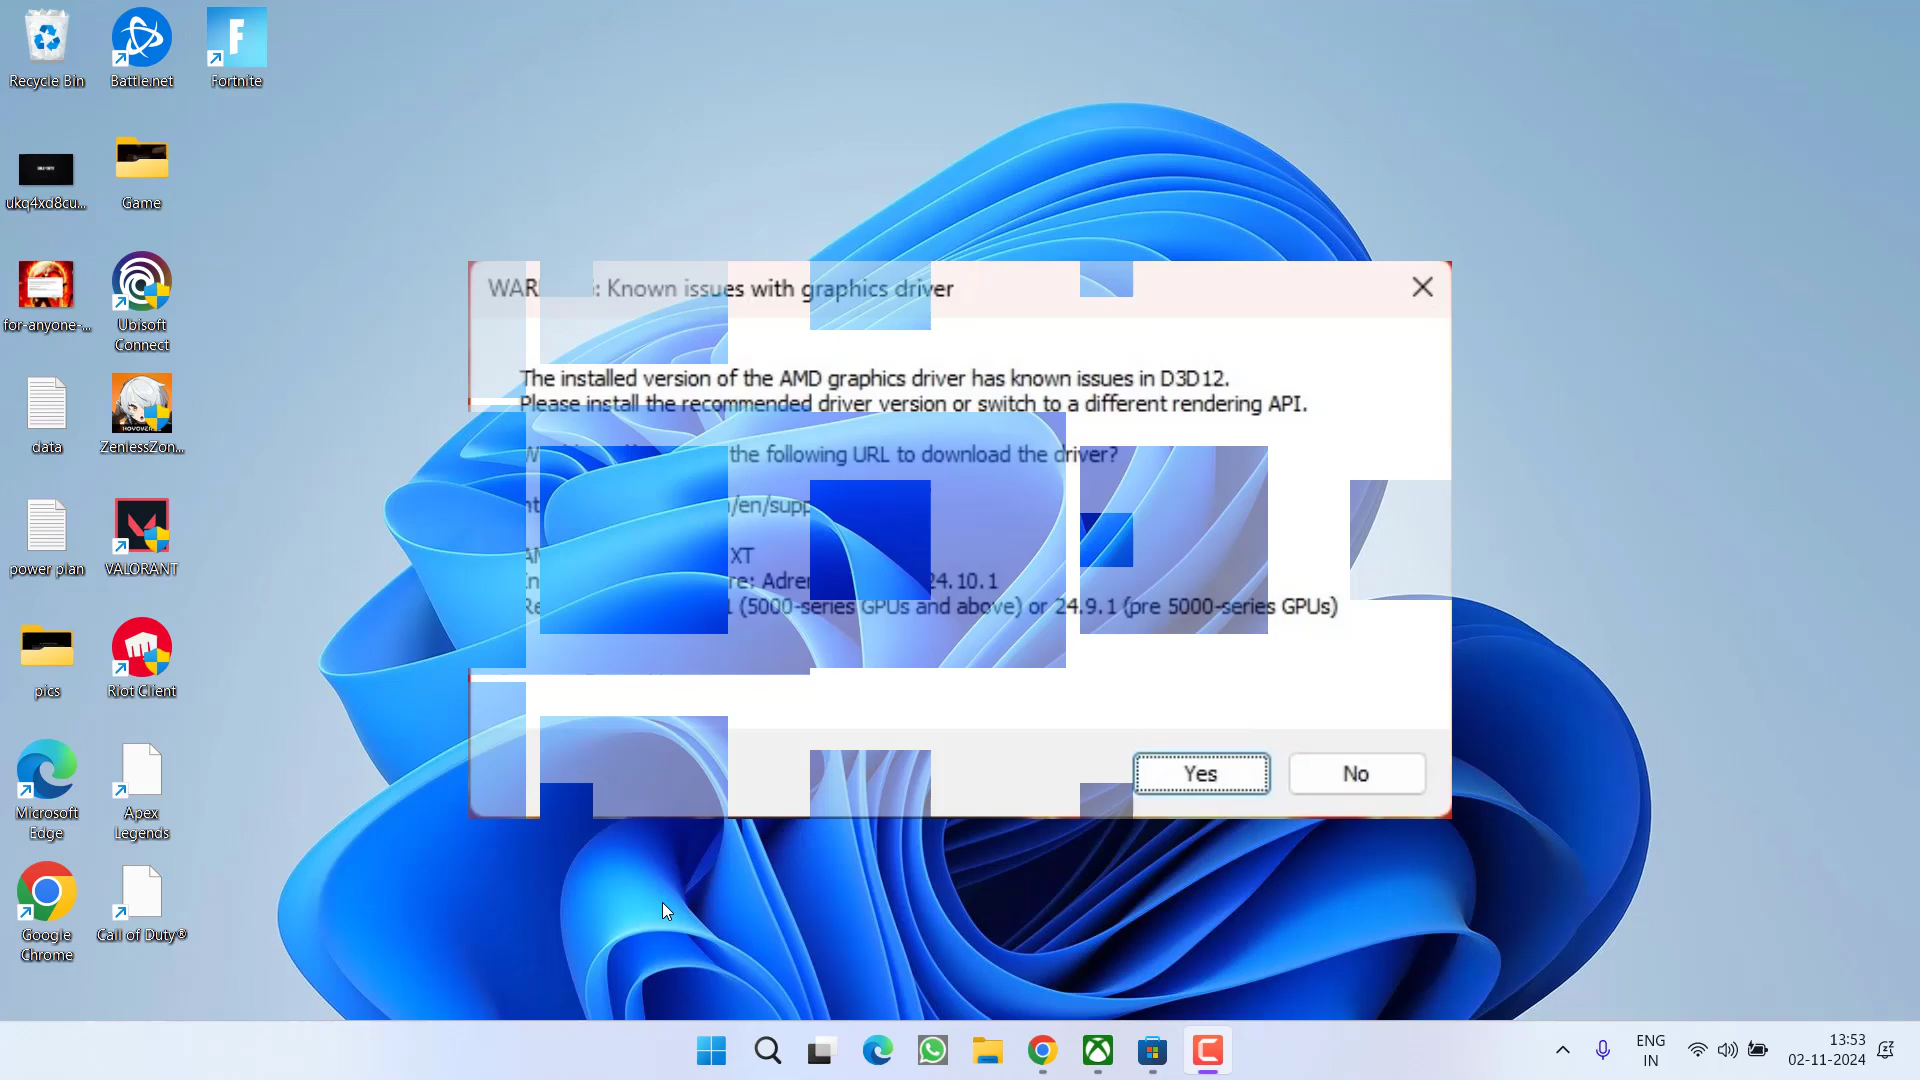 Recycle Bin
Battle.net
Fortnite
ukq4xd8cu...
Game
for-anyone-...
Ubisoft
Connect
data
ZenlessZon...
power plan
VALORANT
pics
Riot Client
Microsoft
Edge
Apex
Legends
Google
Chrome
Call of Duty®
: Known issues with graphics driver
The installed version of the AMD graphics driver has known issues in D3D12.
Please install the recommended driver version or switch to a different rendering API.
the following URL to download the driver?
/en/supp
XT
24.10.1
(5000-series GPUs and above) or 24.9.1 (pre 5000-series GPUs)
Yes
No
ENG
IN
13:53
02-11-2024